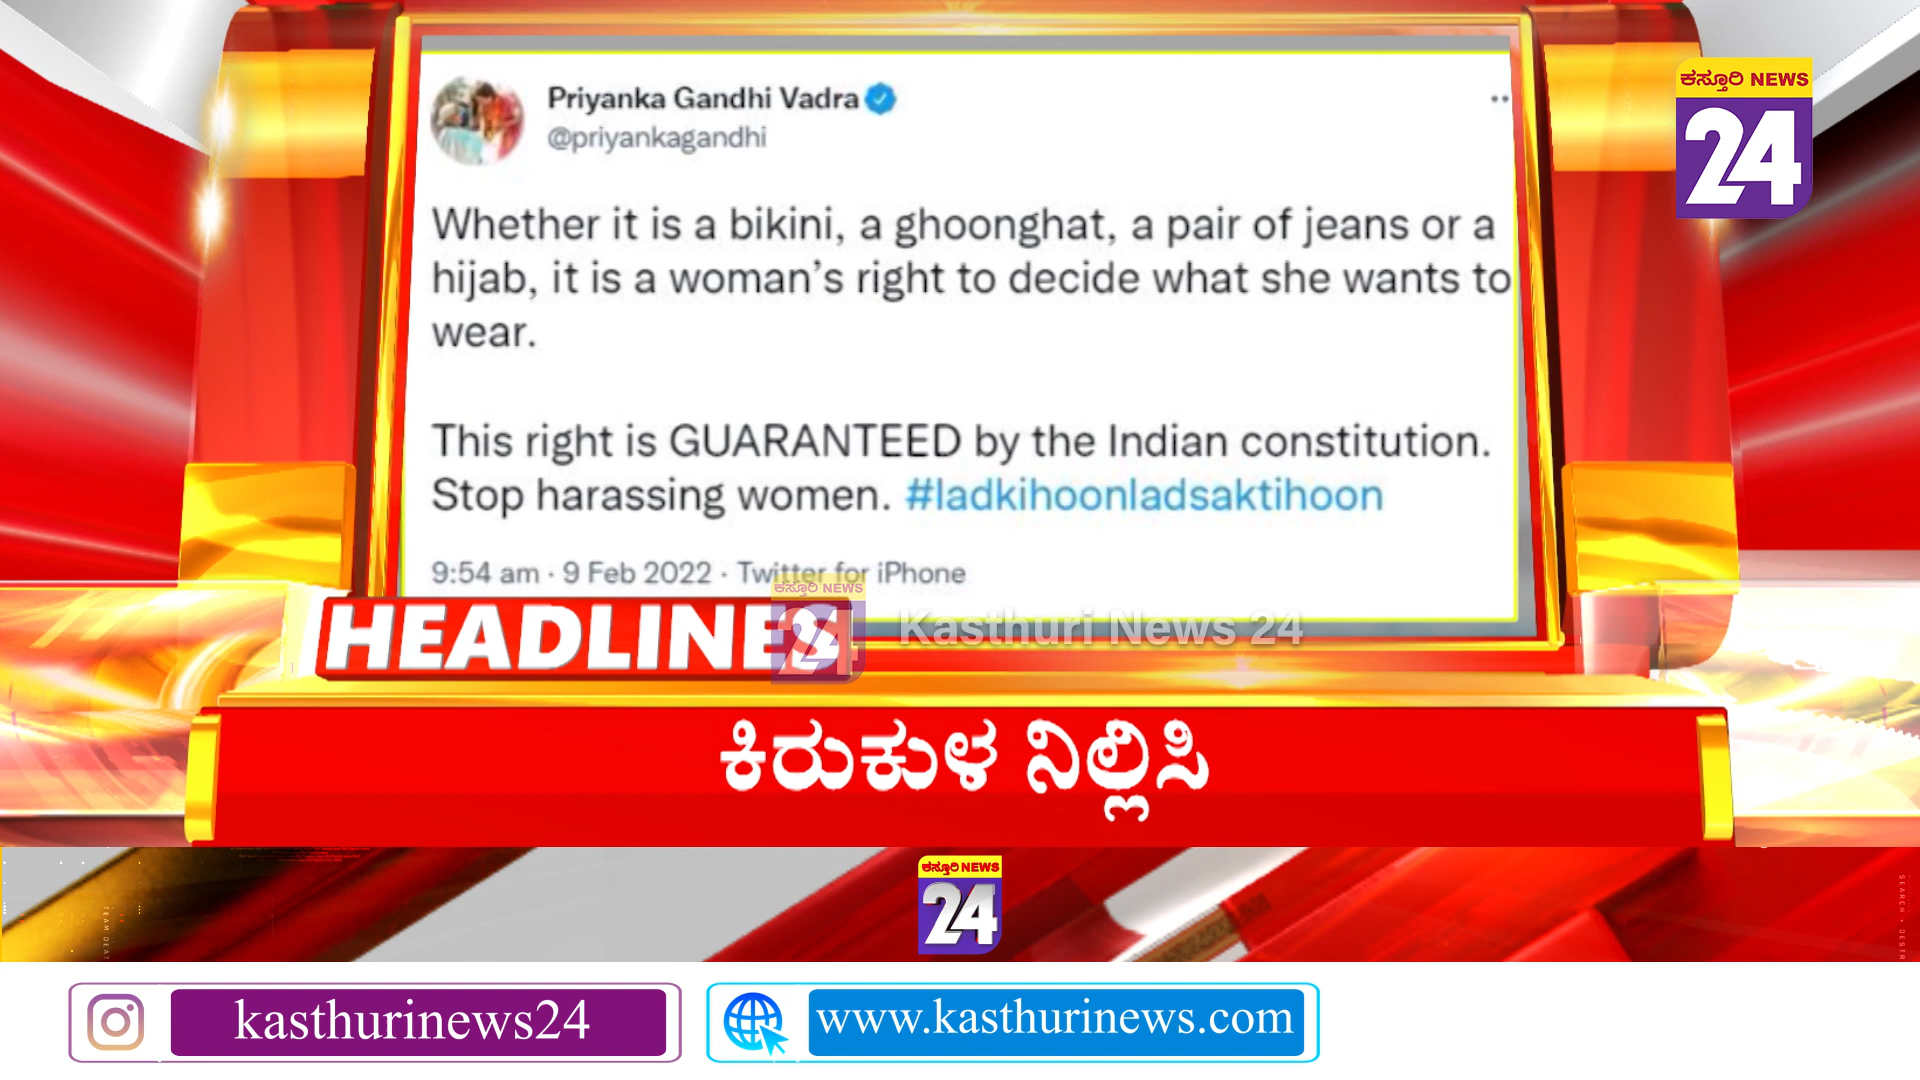 Priyanka Gandhi Vadra
@priyankagandhi
ಕಸ್ತೂರಿ NEWS
24
Whether it is a bikini, a ghoonghat, a pair of jeans or a
hijab, it is a woman’s right to decide what she wants to
wear.
This right is GUARANTEED by the Indian constitution.
Stop harassing women. #ladkihoonladsaktihoon
9:54 am · 9 Feb 2022 · Twitter for iPhone
ಕಸ್ತೂರಿ NEWS
24
Kasthuri News 24
HEADLINES
ಕಿರುಕುಳ ನಿಲ್ಲಿಸಿ
ಕಸ್ತೂರಿ NEWS
24
kasthurinews24
www.kasthurinews.com